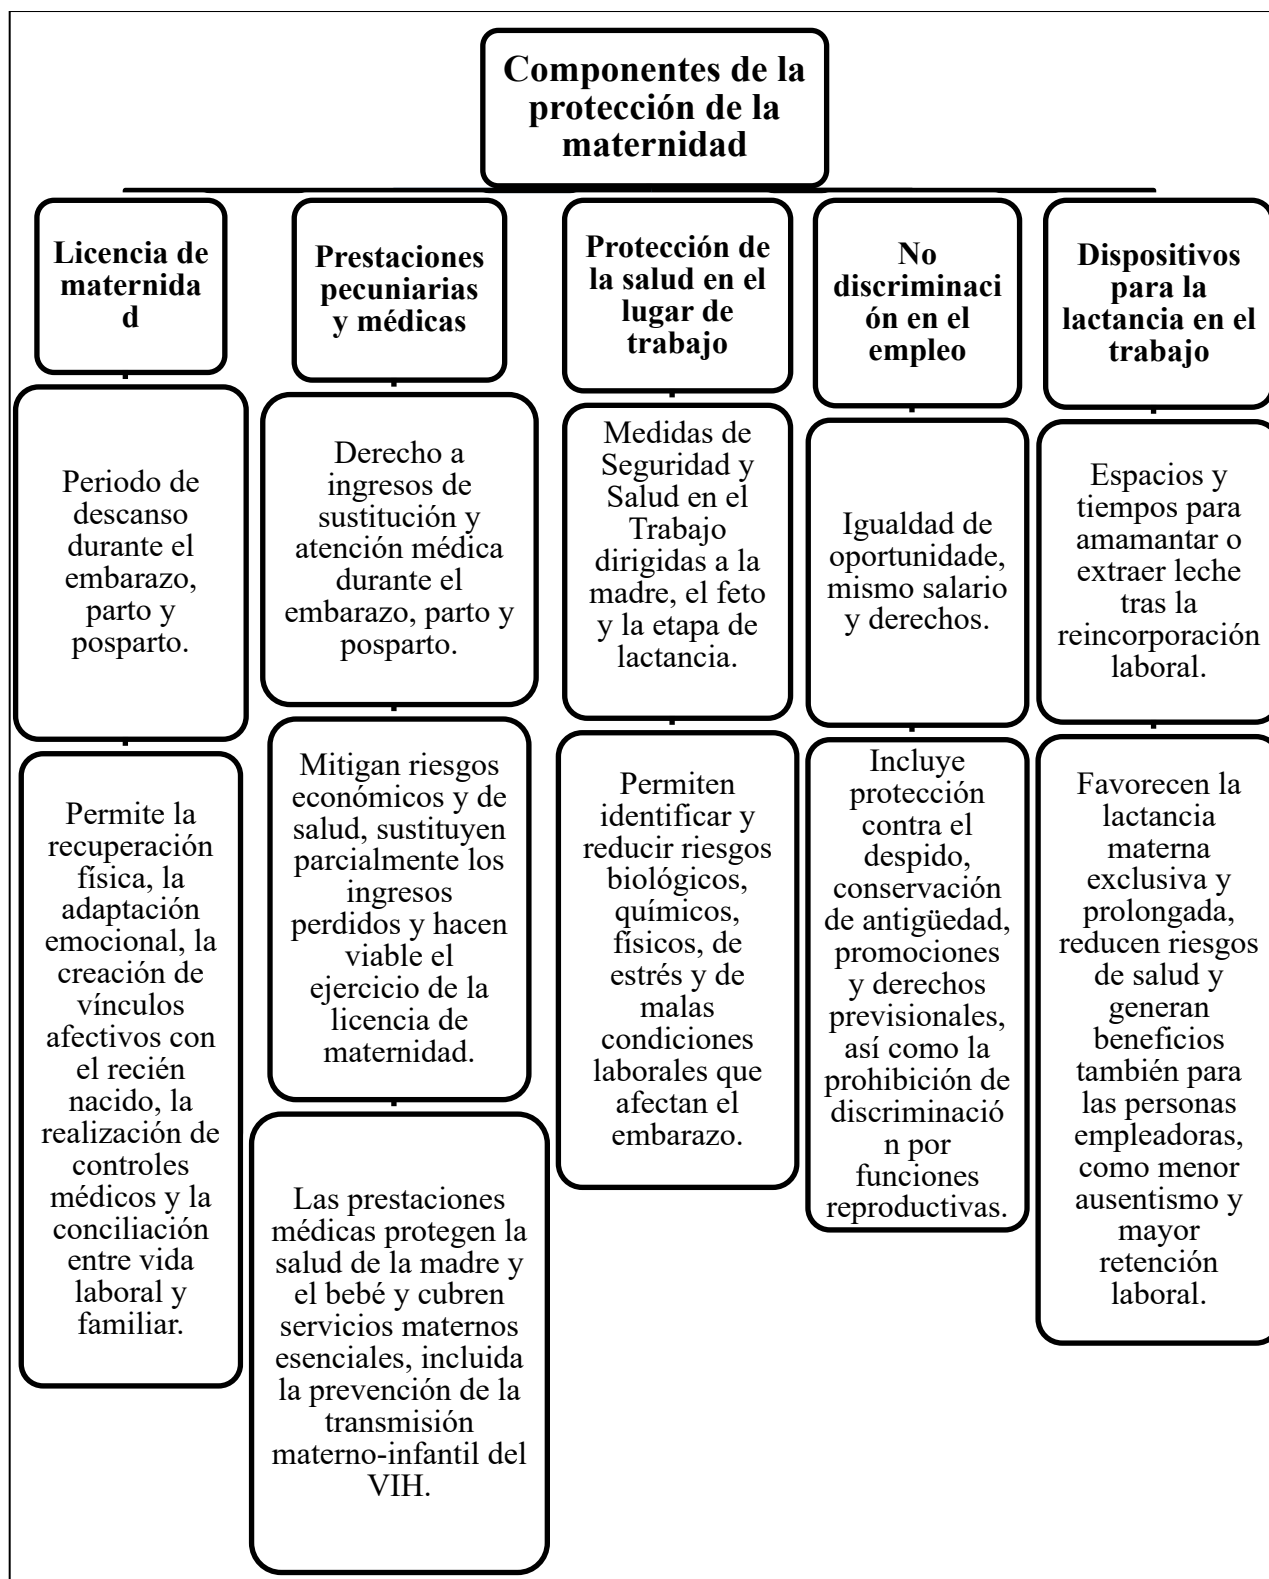 Componentes de la
protección de la
maternidad
Licencia de
maternida
d
Periodo de
descanso
durante el
embarazo,
parto y
posparto.
Permite la
recuperación
física, la
adaptación
emocional, la
creación de
vínculos
afectivos con
el recién
nacido, la
realización de
controles
médicos y la
conciliación
entre vida
laboral y
familiar.
Prestaciones
pecuniarias
y médicas
Derecho a
ingresos de
sustitución y
atención médica
durante el
embarazo, parto y
posparto.
Mitigan riesgos
económicos y de
salud, sustituyen
parcialmente los
ingresos
perdidos y hacen
viable el
ejercicio de la
licencia de
maternidad.
Las prestaciones
médicas protegen la
salud de la madre y
el bebé y cubren
servicios maternos
esenciales, incluida
la prevención de la
transmisión
materno-infantil del
VIH.
Protección de
la salud en el
lugar de
trabajo
Medidas de
Seguridad y
Salud en el
Trabajo
dirigidas a la
madre, el feto
y la etapa de
lactancia.
Permiten
identificar y
reducir riesgos
biológicos,
químicos,
físicos, de
estrés y de
malas
condiciones
laborales que
afectan el
embarazo.
No
discriminaci
ón en el
empleo
Igualdad de
oportunidade,
mismo salario
y derechos.
Incluye
protección
contra el
despido,
conservación
de antigüedad,
promociones
y derechos
previsionales,
así como la
prohibición de
discriminació
n por
funciones
reproductivas.
Dispositivos
para la
lactancia en el
trabajo
Espacios y
tiempos para
amamantar o
extraer leche
tras la
reincorporación
laboral.
Favorecen la
lactancia
materna
exclusiva y
prolongada,
reducen riesgos
de salud y
generan
beneficios
también para
las personas
empleadoras,
como menor
ausentismo y
mayor
retención
laboral.